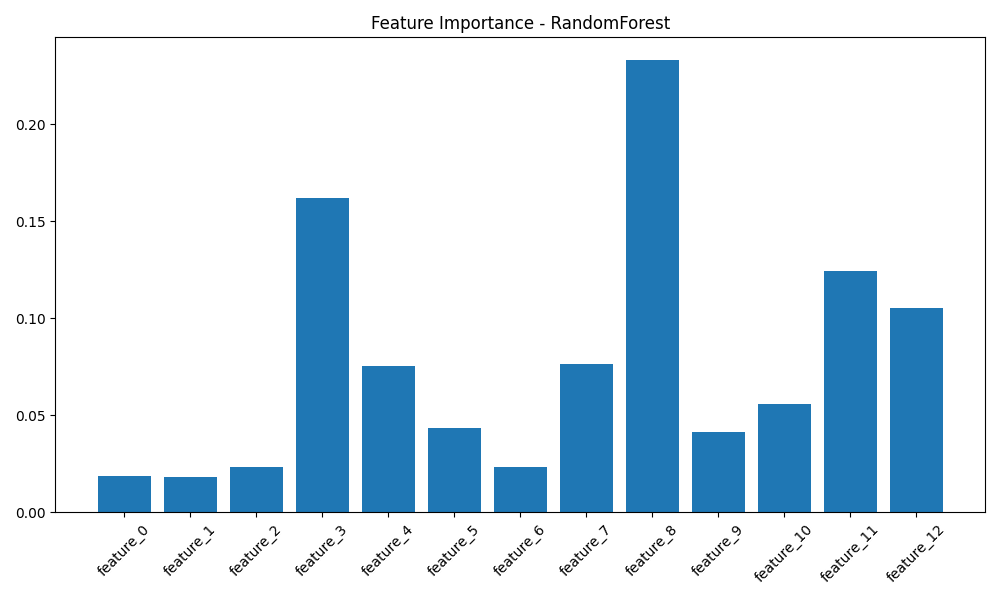 Feature Importance - RandomForest
0.20
0.15
0.10
0.05
0.00
feature_0
feature_1
feature_2
feature_3
feature_4
feature_5
feature_6
feature_7
feature_8
feature_9
feature_10
feature_11
feature_12